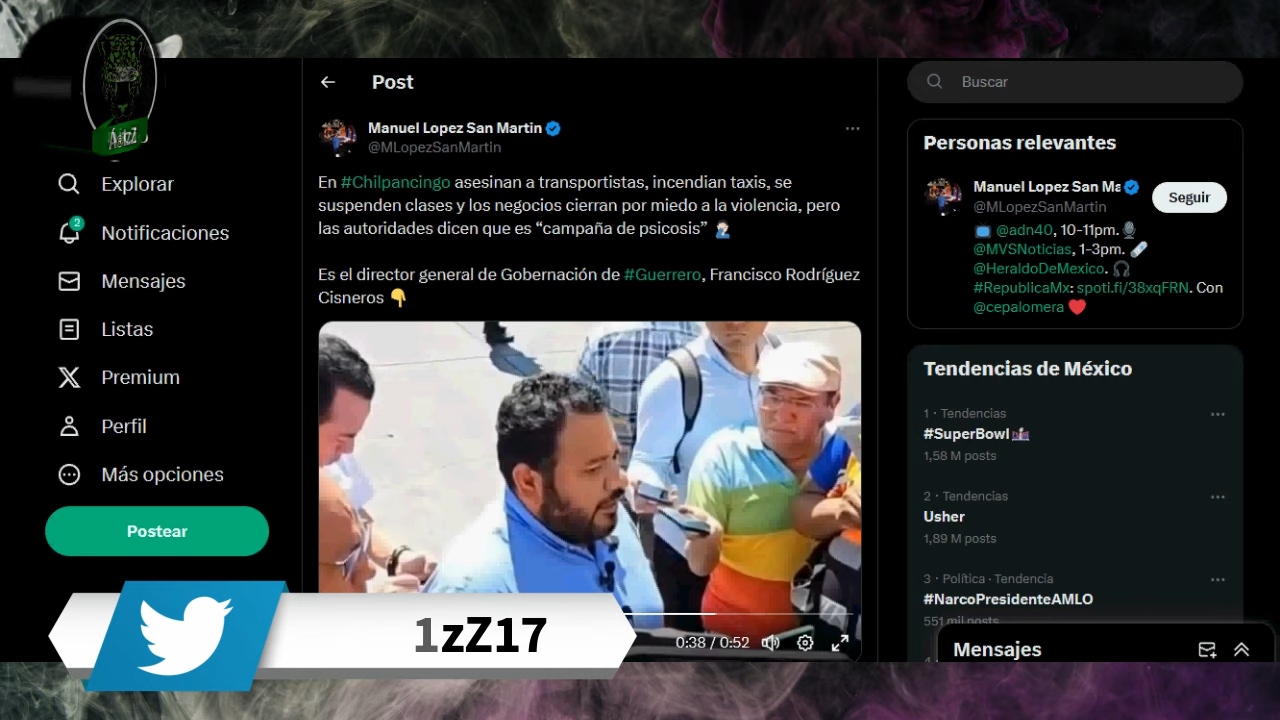 Post
Buscar
Manuel Lopez San Martin
@MLopezSanMartin
En #Chilpancingo asesinan a transportistas, incendian taxis, se
suspenden clases y los negocios cierran por miedo a la violencia, pero
las autoridades dicen que es “campaña de psicosis” 🤦🏻‍♂️
Es el director general de Gobernación de #Guerrero, Francisco Rodríguez
Cisneros 👇
0:38 / 0:52
Explorar
2
Notificaciones
Mensajes
Listas
Premium
Perfil
Más opciones
Postear
1zZ17
Personas relevantes
Manuel Lopez San Ma
@MLopezSanMartin
Seguir
📺 @adn40, 10-11pm.🎙️
@MVSNoticias, 1-3pm. 🗞️
@HeraldoDeMexico. 🎧
#RepublicaMx: spoti.fi/38xqFRN. Con
@cepalomera ❤️
Tendencias de México
1 · Tendencias
#SuperBowl
1,58 M posts
2 · Tendencias
Usher
1,89 M posts
3 · Política · Tendencia
#NarcoPresidenteAMLO
551 mil posts
Mensajes